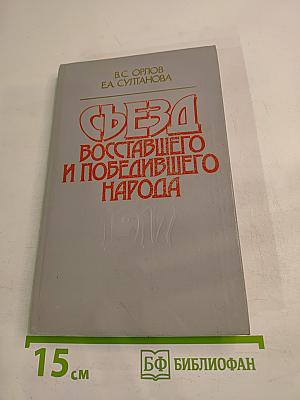 В.С. ОРЛОВ
Е.А. СУЛТАНОВА
СЪЕЗД
ВОССТАВШЕГО
И ПОБЕДИВШЕГО
НАРОДА
1917
15 см
БФ БИБЛИОФАН